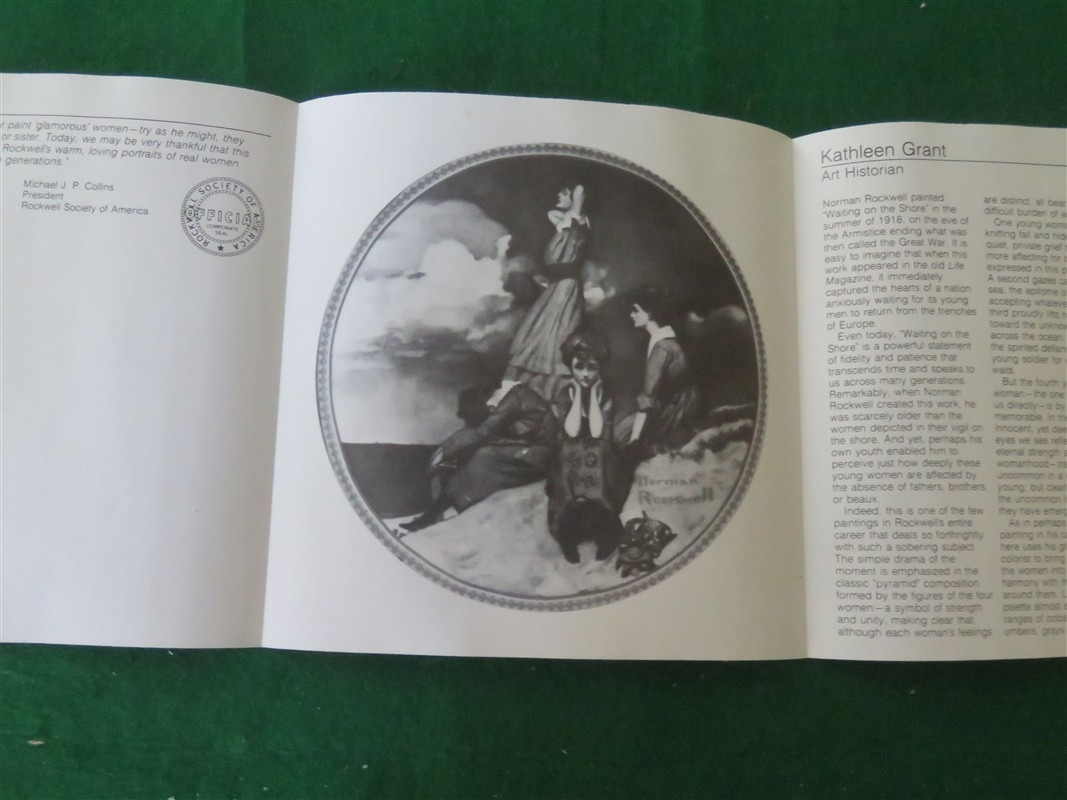 r paint 'glamorous' women—try as he might, they
or sister. Today, we may be very thankful that this
Rockwell's warm, loving portraits of real women
generations."
Michael J. P. Collins
President
Rockwell Society of America
ROCKWELL SOCIETY OF AMERICA
OFFICIAL
CORPORATE
SEAL
Norman
Rockwell
Kathleen Grant
Art Historian
Norman Rockwell painted
"Waiting on the Shore" in the
summer of 1918, on the eve of
the Armistice ending what was
then called the Great War. It is
easy to imagine that when this
work appeared in the old Life
Magazine, it immediately
captured the hearts of a nation
anxiously waiting for its young
men to return from the trenches
of Europe.
Even today, "Waiting on the
Shore" is a powerful statement
of fidelity and patience that
transcends time and speaks to
us across many generations.
Remarkably, when Norman
Rockwell created this work, he
was scarcely older than the
women depicted in their vigil on
the shore. And yet, perhaps his
own youth enabled him to
perceive just how deeply these
young women are affected by
the absence of fathers, brothers,
or beaux.
Indeed, this is one of the few
paintings in Rockwell's entire
career that deals so forthrightly
with such a sobering subject.
The simple drama of the
moment is emphasized in the
classic "pyramid" composition
formed by the figures of the four
women—a symbol of strength
and unity, making clear that
although each woman's feelings
are distinct, all bear
difficult burden of w
One young wom
knitting fall and hid
quiet, private grief
more affecting for b
expressed in this p
A second gazes c
sea, the epitome o
accepting whateve
third proudly lifts h
toward the unknow
across the ocean,
the spirited defian
young soldier for
waits.
But the fourth y
woman—the one
us directly—is by
memorable. In the
innocent, yet dee
eyes we see refle
eternal strength
womanhood—
uncommon in a
young, but clear
the uncommon
they have emer
As in perhaps
painting in his c
here uses his g
colorist to bring
the women into
harmony with th
around them. L
palette almost
ranges of coba
umbers, grays